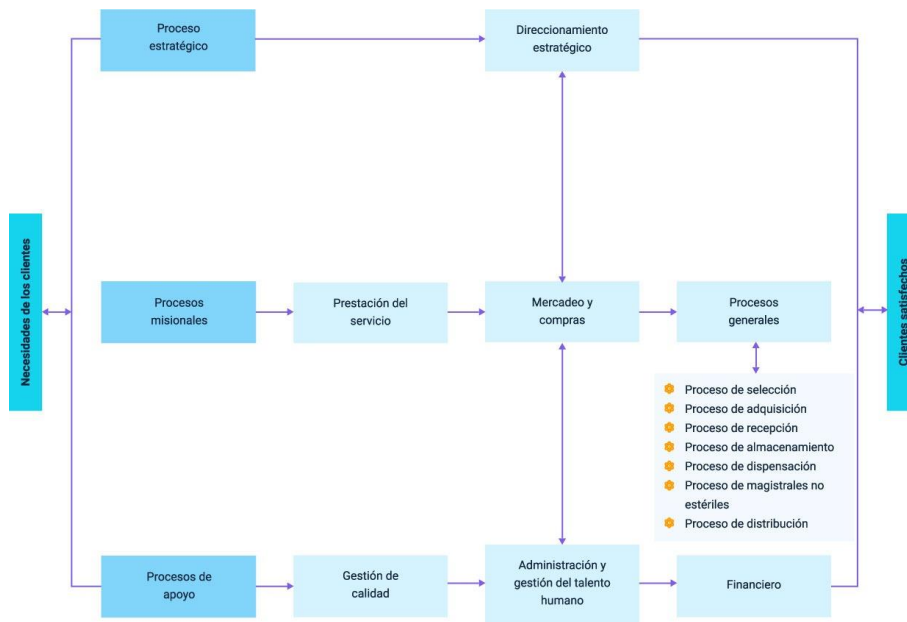 Proceso
estratégico
Direccionamiento
estratégico
Necesidades de los clientes
Procesos
misionales
Prestación del
servicio
Mercadeo y
compras
Procesos
generales
Clientes satisfechos
Proceso de selección
Proceso de adquisición
Proceso de recepción
Proceso de almacenamiento
Proceso de dispensación
Proceso de magistrales no
estériles
Proceso de distribución
Procesos de
apoyo
Gestión de
calidad
Administración y
gestión del talento
humano
Financiero